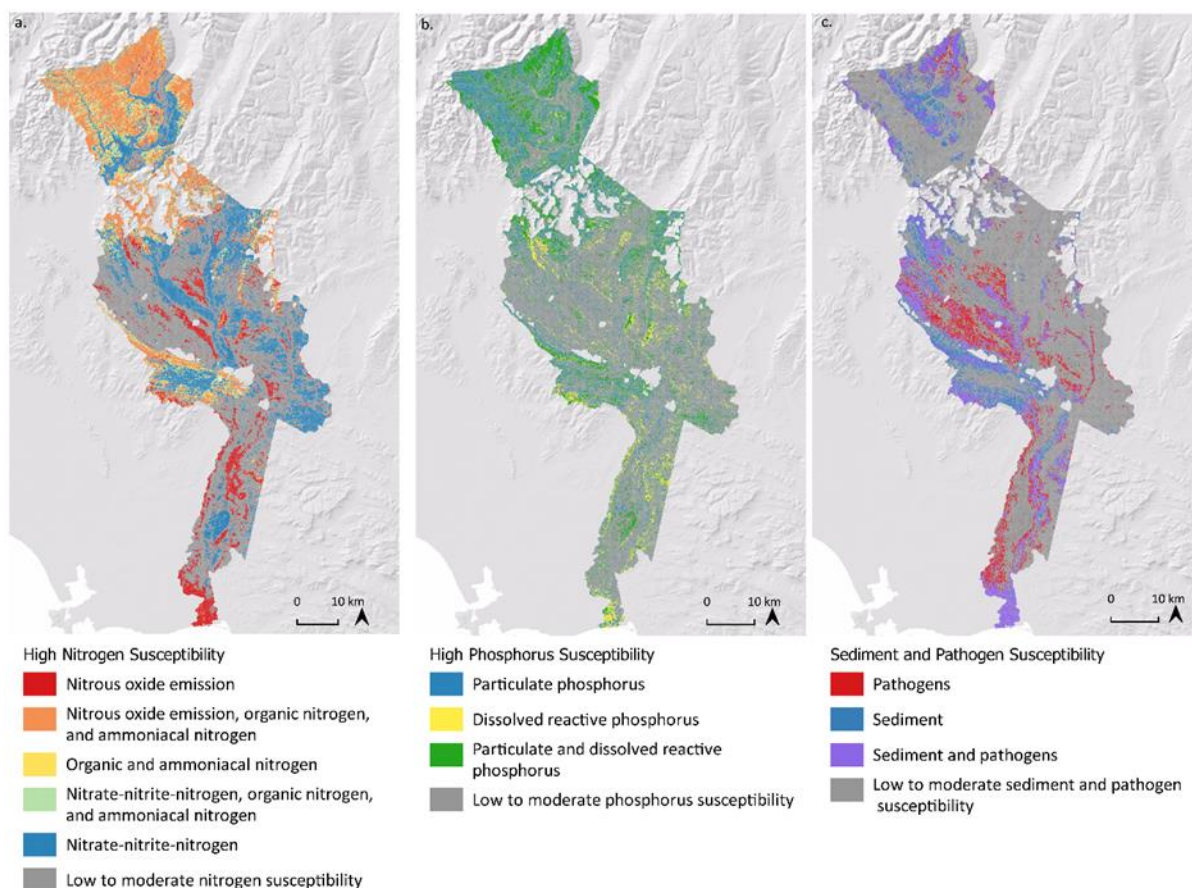 a.
0 10 km
High Nitrogen Susceptibility
Nitrous oxide emission
Nitrous oxide emission, organic nitrogen,
and ammoniacal nitrogen
Organic and ammoniacal nitrogen
Nitrate-nitrite-nitrogen, organic nitrogen,
and ammoniacal nitrogen
Nitrate-nitrite-nitrogen
Low to moderate nitrogen susceptibility
b.
0 10 km
High Phosphorus Susceptibility
Particulate phosphorus
Dissolved reactive phosphorus
Particulate and dissolved reactive
phosphorus
Low to moderate phosphorus susceptibility
c.
0 10 km
Sediment and Pathogen Susceptibility
Pathogens
Sediment
Sediment and pathogens
Low to moderate sediment and pathogen
susceptibility